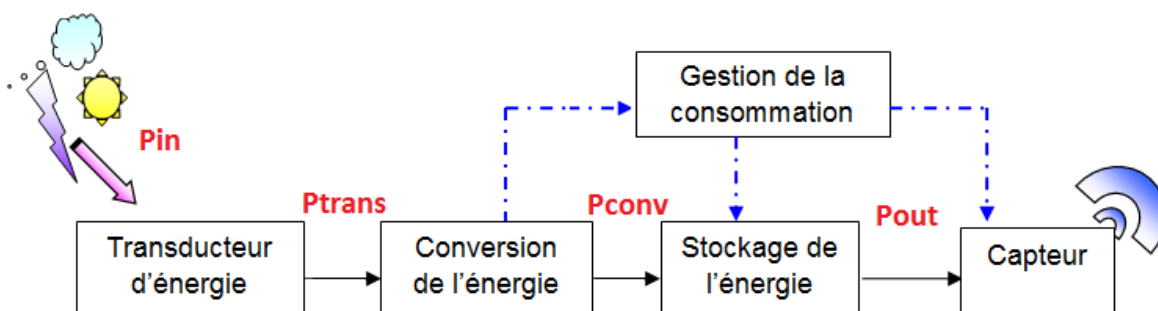 Gestion de la
consommation
Pin
Ptrans
Pconv
Pout
Transducteur
d'énergie
Conversion
de l'énergie
Stockage de
l'énergie
Capteur